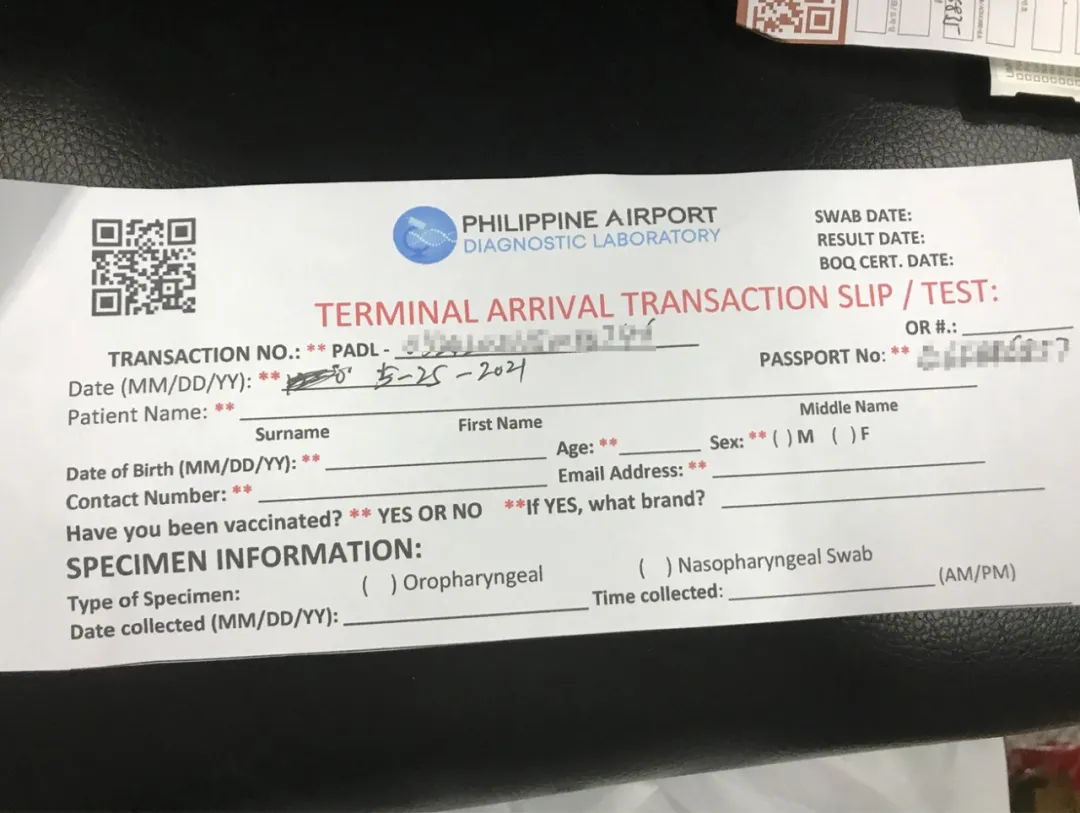 PHILIPPINE AIRPORT
DIAGNOSTIC LABORATORY
SWAB DATE:
RESULT DATE:
BOQ CERT. DATE:
TERMINAL ARRIVAL TRANSACTION SLIP / TEST:
TRANSACTION NO.: ** PADL -
OR #.:
Date (MM/DD/YY): ** 5-25-2021
PASSPORT No: **
Patient Name: **
Surname First Name Middle Name
Date of Birth (MM/DD/YY): ** Age: ** Sex: ** ( ) M ( ) F
Contact Number: ** Email Address: **
Have you been vaccinated? ** YES OR NO **If YES, what brand?
SPECIMEN INFORMATION:
Type of Specimen: ( ) Oropharyngeal ( ) Nasopharyngeal Swab
Date collected (MM/DD/YY): Time collected: (AM/PM)